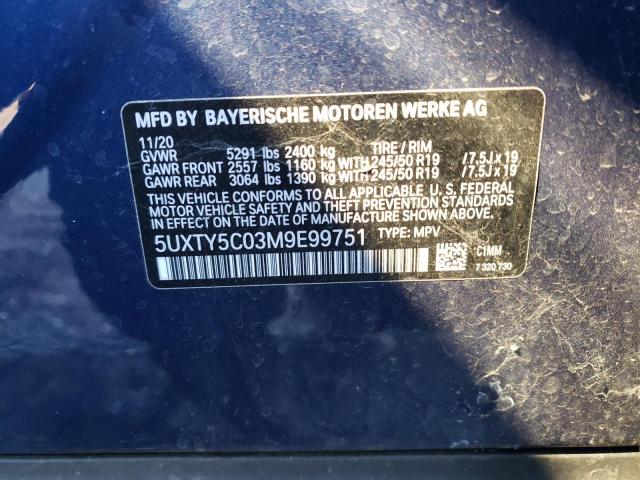 MFD BY BAYERISCHE MOTOREN WERKE AG
11/20
GVWR 5291 lbs 2400 kg TIRE / RIM
GAWR FRONT 2557 lbs 1160 kg WITH 245/50 R19 /7.5J x 19
GAWR REAR 3064 lbs 1390 kg WITH 245/50 R19 /7.5J x 19
THIS VEHICLE CONFORMS TO ALL APPLICABLE U. S. FEDERAL
MOTOR VEHICLE SAFETY AND THEFT PREVENTION STANDARDS
IN EFFECT ON THE DATE OF MANUFACTURE SHOWN ABOVE.
5UXTY5C03M9E99751 TYPE: MPV
C1MM
7 320 730